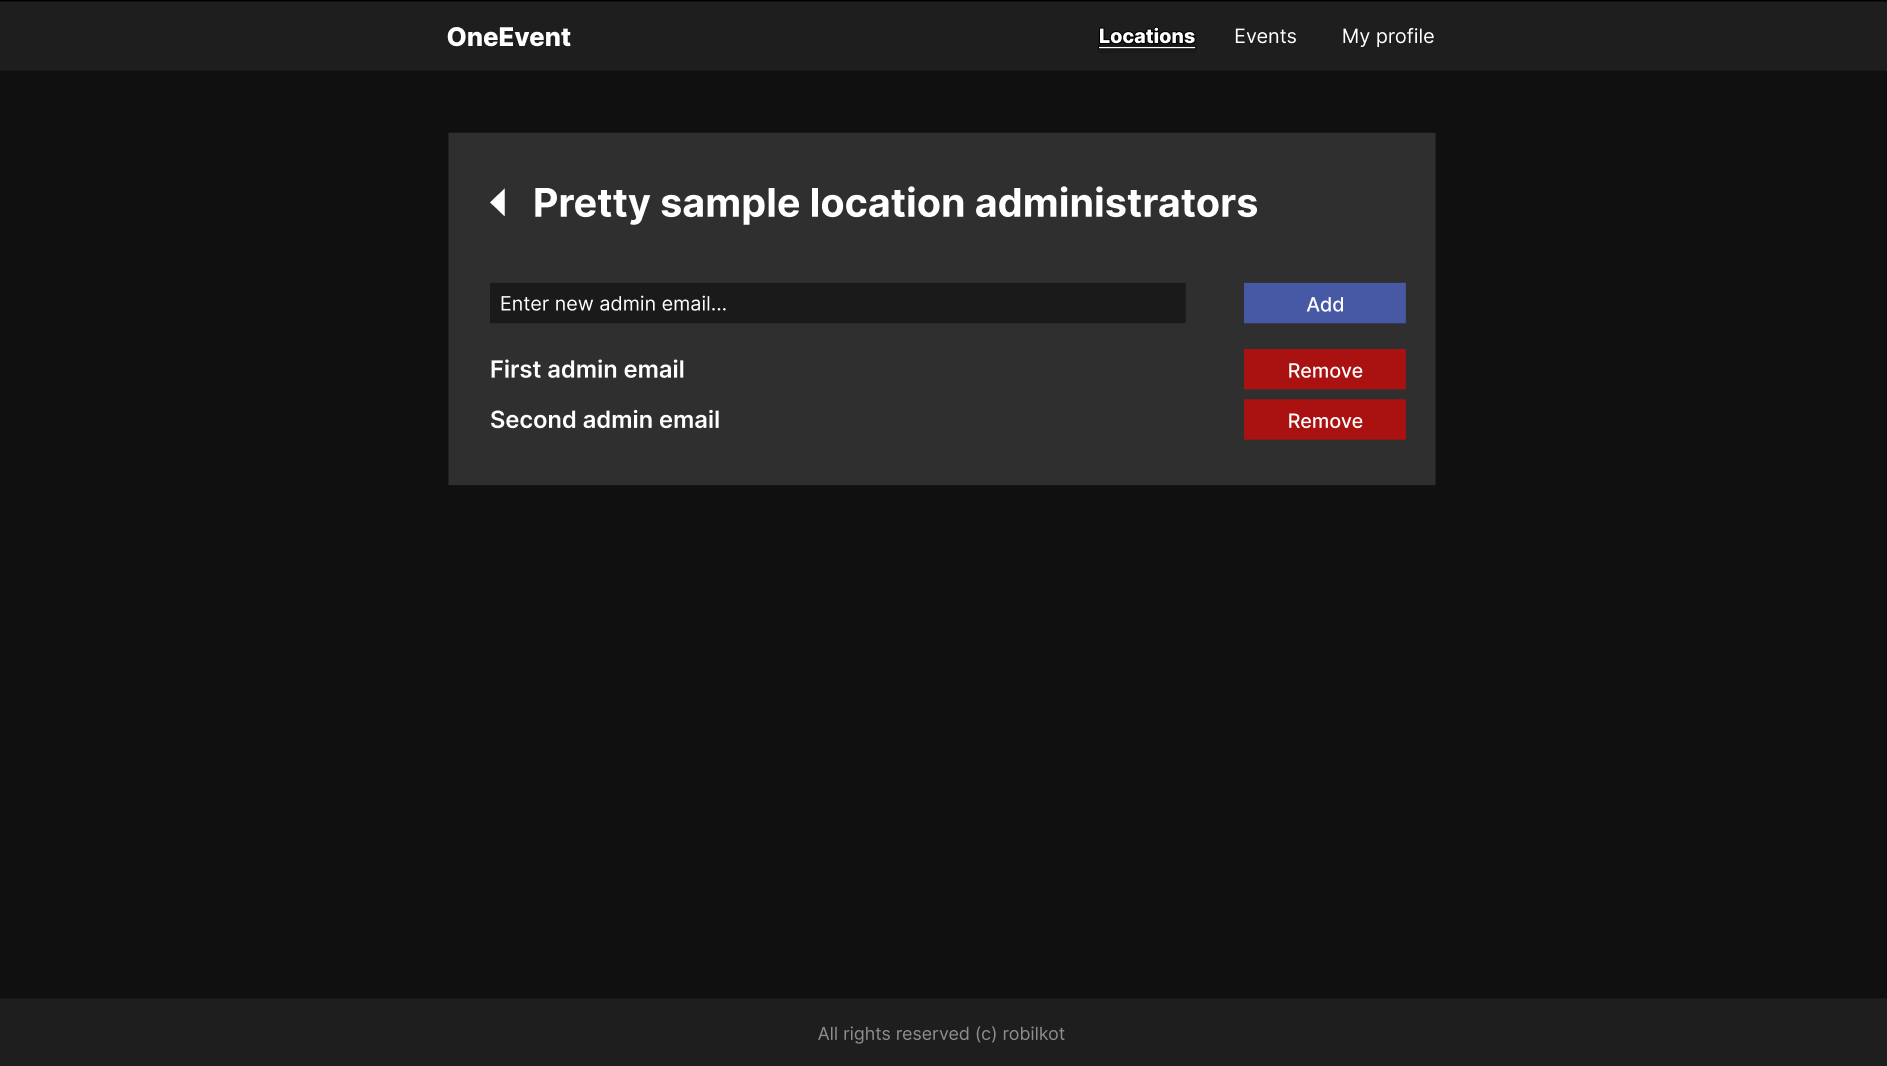 OneEvent
Locations
Events
My profile
Pretty sample location administrators
Enter new admin email...
Add
First admin email
Remove
Second admin email
Remove
All rights reserved (c) robilkot